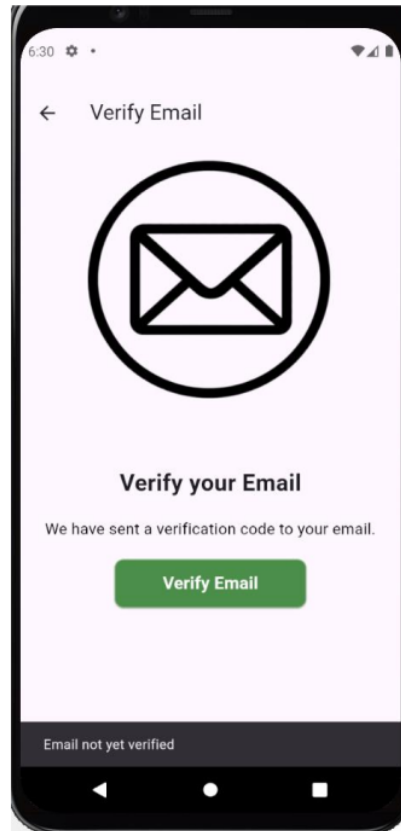 6:30
Verify Email
Verify your Email
We have sent a verification code to your email.
Verify Email
Email not yet verified